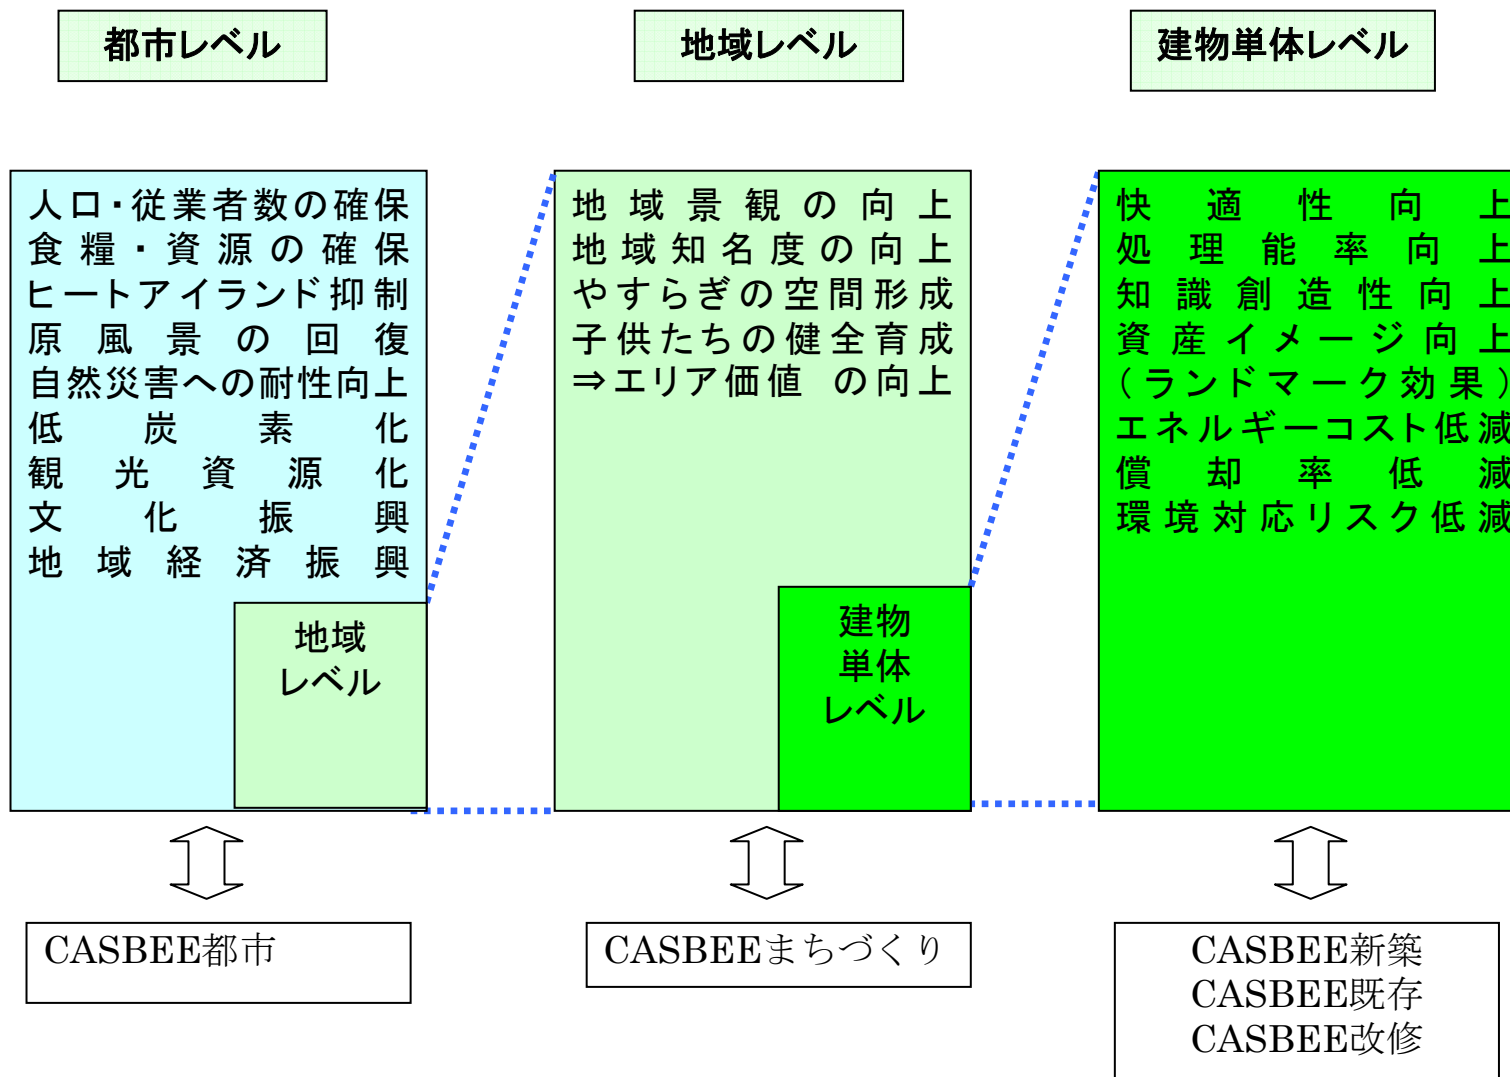 都市レベル
地域レベル
建物単体レベル
人口・従業者数の確保
食糧・資源の確保
ヒートアイランド抑制
原風景の回復
自然災害への耐性向上
低炭素化
観光資源化
文化振興
地域経済振興
地域
レベル
地域景観の向上
地域知名度の向上
やすらぎの空間形成
子供たちの健全育成
⇒エリア価値 の向上
建物
単体
レベル
快適性向上
処理能率向上
知識創造性向上
資産イメージ向上
(ランドマーク効果)
エネルギーコスト低減
償却率低減
環境対応リスク低減
CASBEE都市
CASBEEまちづくり
CASBEE新築
CASBEE既存
CASBEE改修